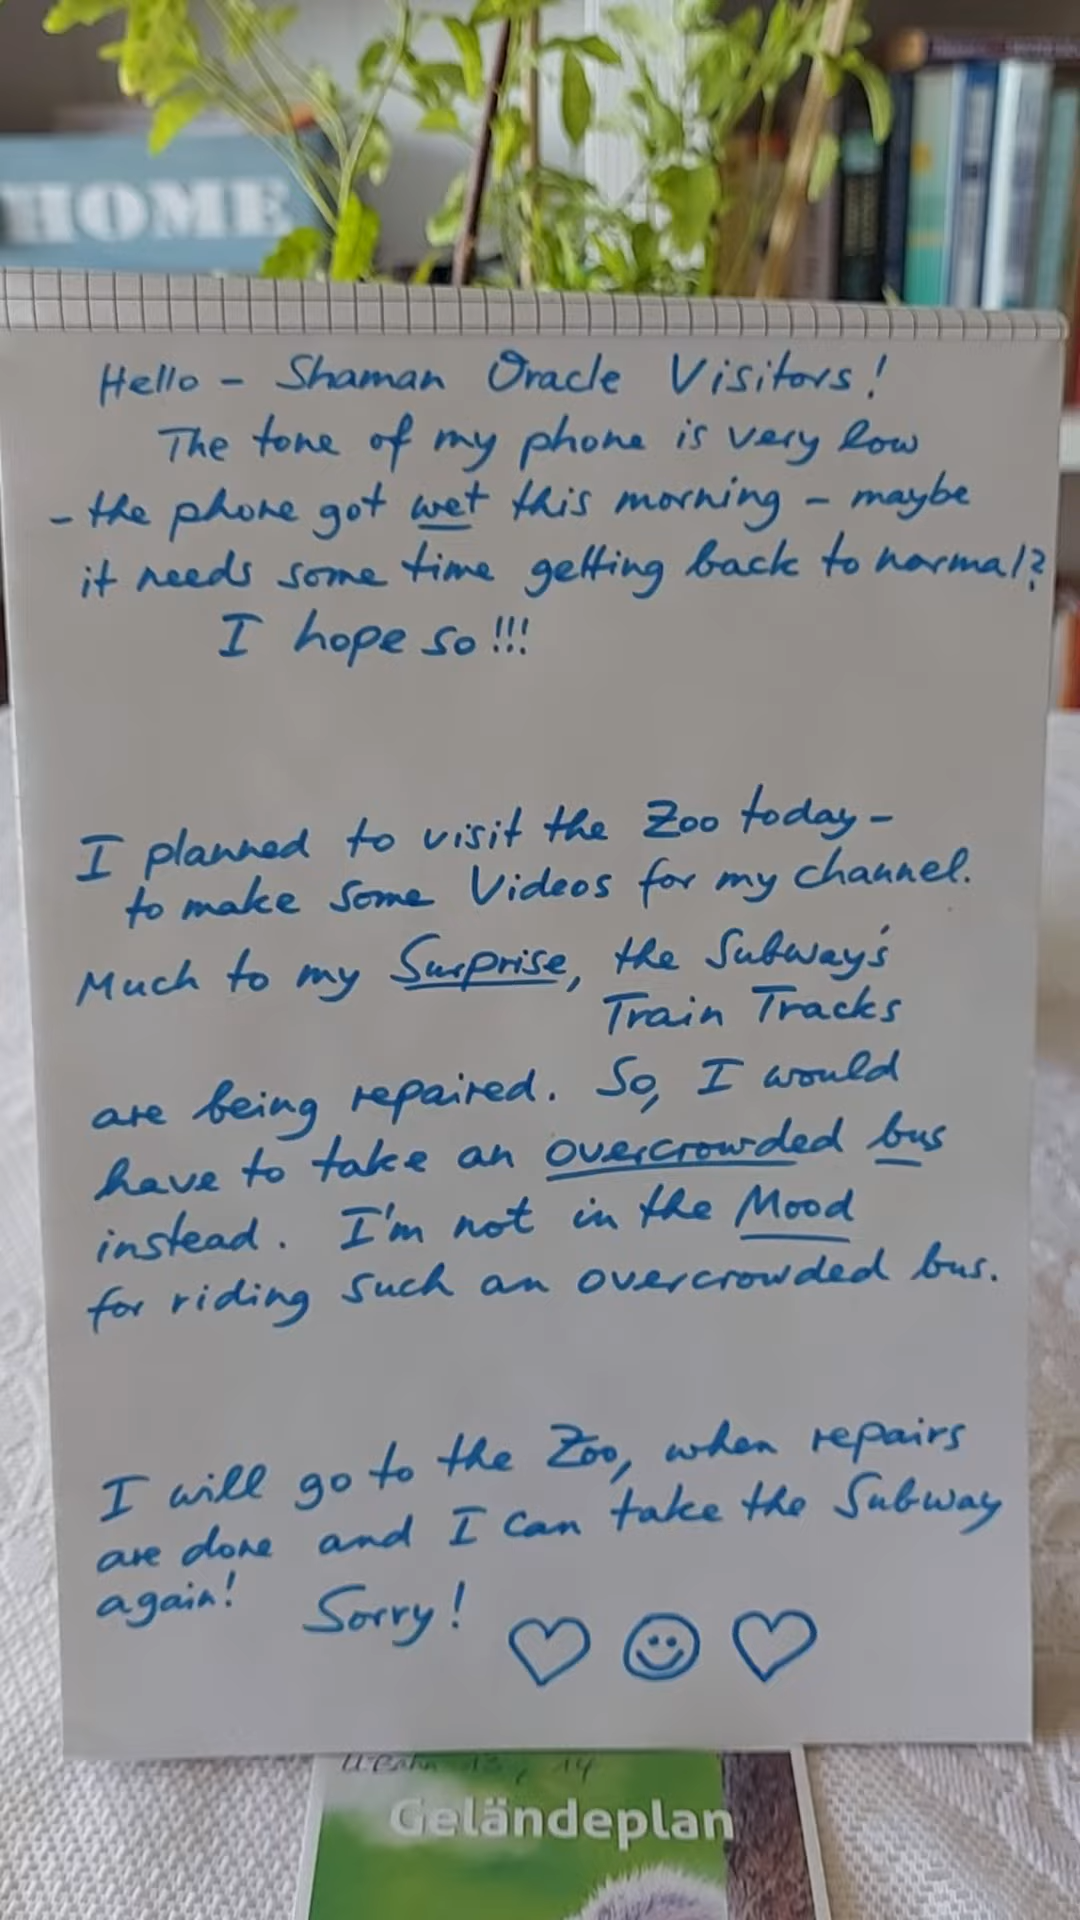 HOME
Hello - Shaman Oracle Visitors!
The tone of my phone is very low
- the phone got wet this morning - maybe
it needs some time getting back to normal?
I hope so!!!
I planned to visit the Zoo today -
to make some Videos for my channel.
Much to my Surprise, the Subway's
Train Tracks
are being repaired. So, I would
have to take an overcrowded bus
instead. I'm not in the Mood
for riding such an overcrowded bus.
I will go to the Zoo, when repairs
are done and I can take the Subway
again! Sorry!
U-Bahn 13, 14
Geländeplan